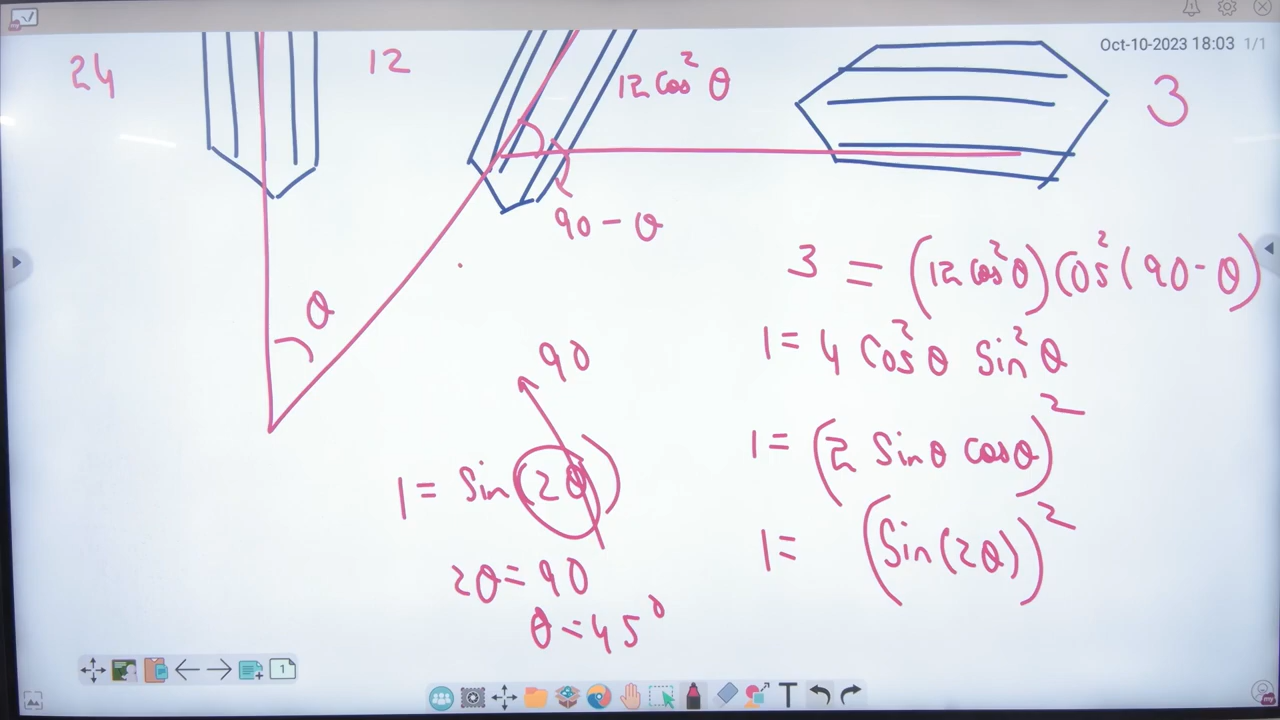 Oct-10-2023 18:03 1/1
24
12
12 cos² θ
3
90 - θ
θ
3 = (12 cos² θ) Cos² (90 - θ)
1 = 4 Cos² θ Sin² θ
1 = (2 Sin θ cos θ)²
1 = (Sin (2θ))²
90
1 = Sin (2θ)
2θ = 90
θ = 45°
1
T